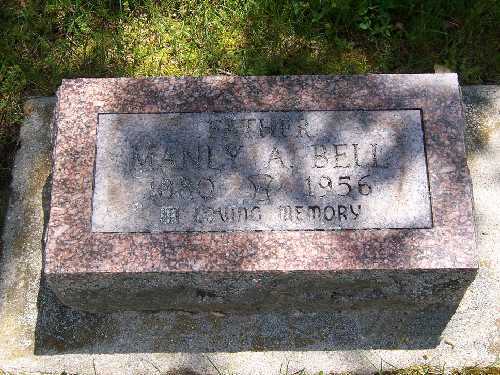 FATHER
MANLY A. BELL
1880 1956
IN LOVING MEMORY